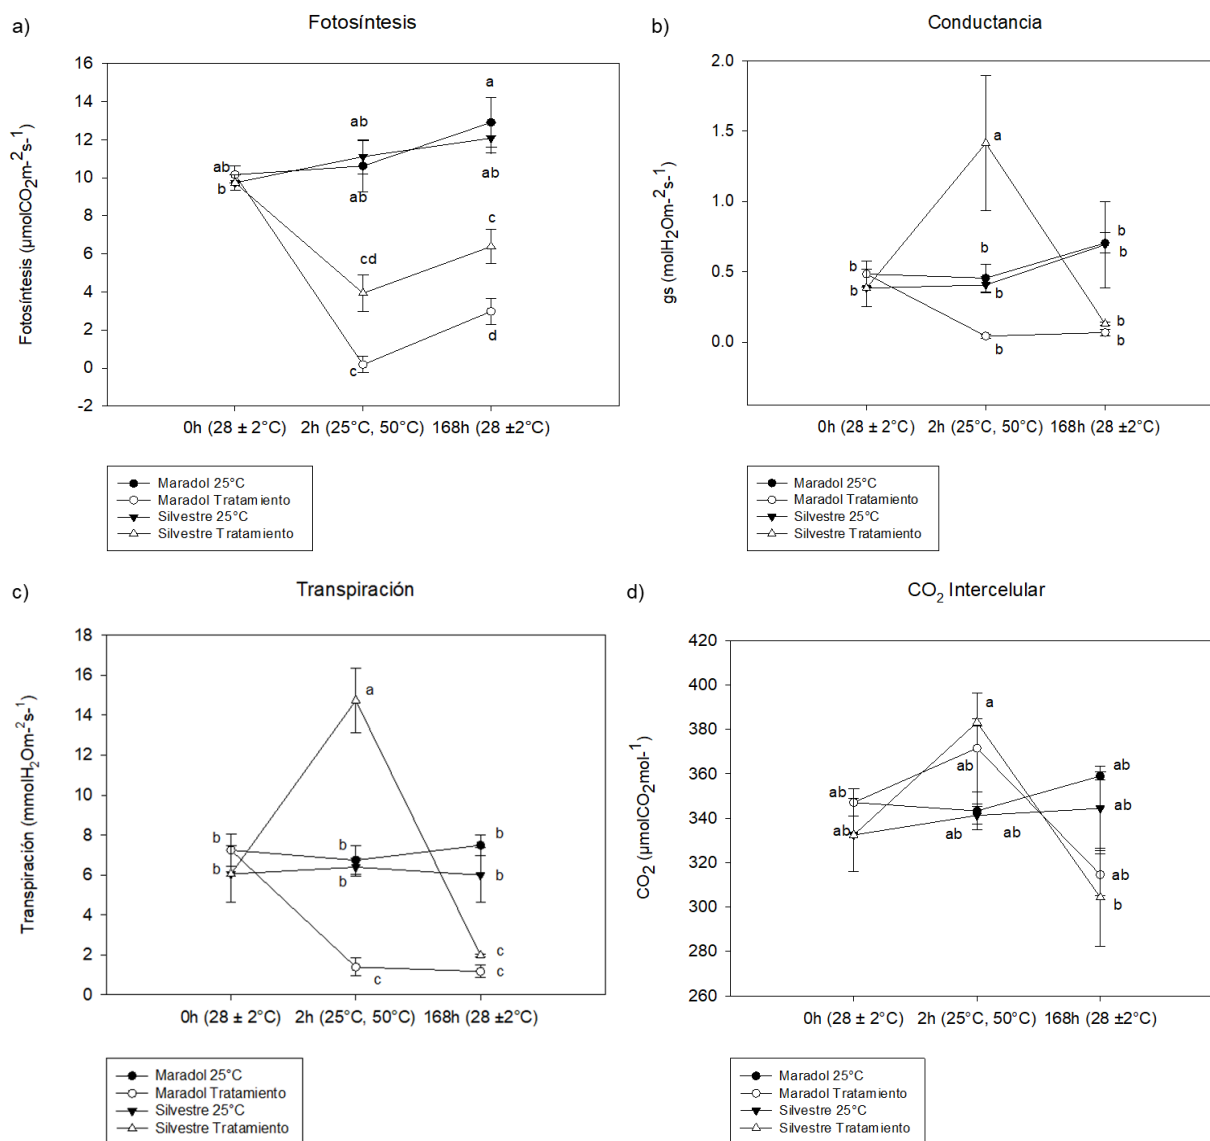 a)
Fotosíntesis
Fotosíntesis (µmolCO2m-2s-1)
16
14
12
10
8
6
4
2
0
-2
ab
b
ab
ab
cd
c
a
ab
c
d
0h (28 ± 2°C)
2h (25°C, 50°C)
168h (28 ±2°C)
Maradol 25°C
Maradol Tratamiento
Silvestre 25°C
Silvestre Tratamiento
b)
Conductancia
gs (molH2Om-2s-1)
2.0
1.5
1.0
0.5
0.0
b
b
a
b
b
b
b
b
b
b
0h (28 ± 2°C)
2h (25°C, 50°C)
168h (28 ±2°C)
Maradol 25°C
Maradol Tratamiento
Silvestre 25°C
Silvestre Tratamiento
c)
Transpiración
Transpiración (mmolH2Om-2s-1)
18
16
14
12
10
8
6
4
2
0
b
b
a
b
b
c
b
b
c
c
0h (28 ± 2°C)
2h (25°C, 50°C)
168h (28 ±2°C)
Maradol 25°C
Maradol Tratamiento
Silvestre 25°C
Silvestre Tratamiento
d)
CO2 Intercelular
CO2 (µmolCO2mol-1)
420
400
380
360
340
320
300
280
260
ab
ab
a
ab
ab
ab
ab
ab
ab
b
0h (28 ± 2°C)
2h (25°C, 50°C)
168h (28 ±2°C)
Maradol 25°C
Maradol Tratamiento
Silvestre 25°C
Silvestre Tratamiento